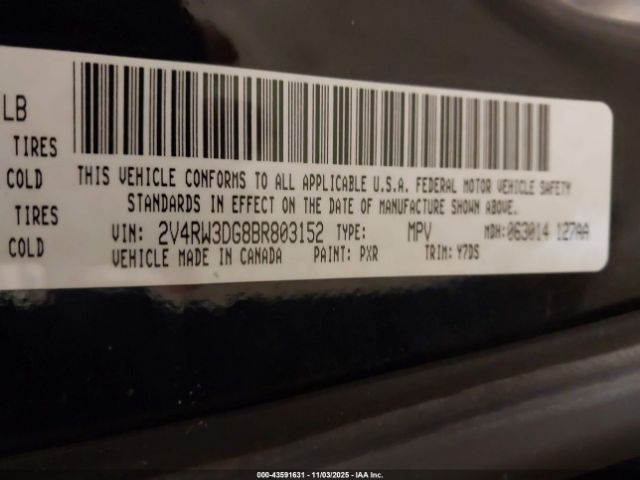 LB
TIRES
COLD
TIRES
COLD
THIS VEHICLE CONFORMS TO ALL APPLICABLE U.S.A. FEDERAL MOTOR VEHICLE SAFETY
STANDARDS IN EFFECT ON THE DATE OF MANUFACTURE SHOWN ABOVE.
VIN: 2V4RW3DG8BR803152 TYPE: MPV MDH: 063014 127AA
VEHICLE MADE IN CANADA PAINT: PXR TRIM: Y7DS
000-43591631 - 11/03/2025 - IAA Inc.